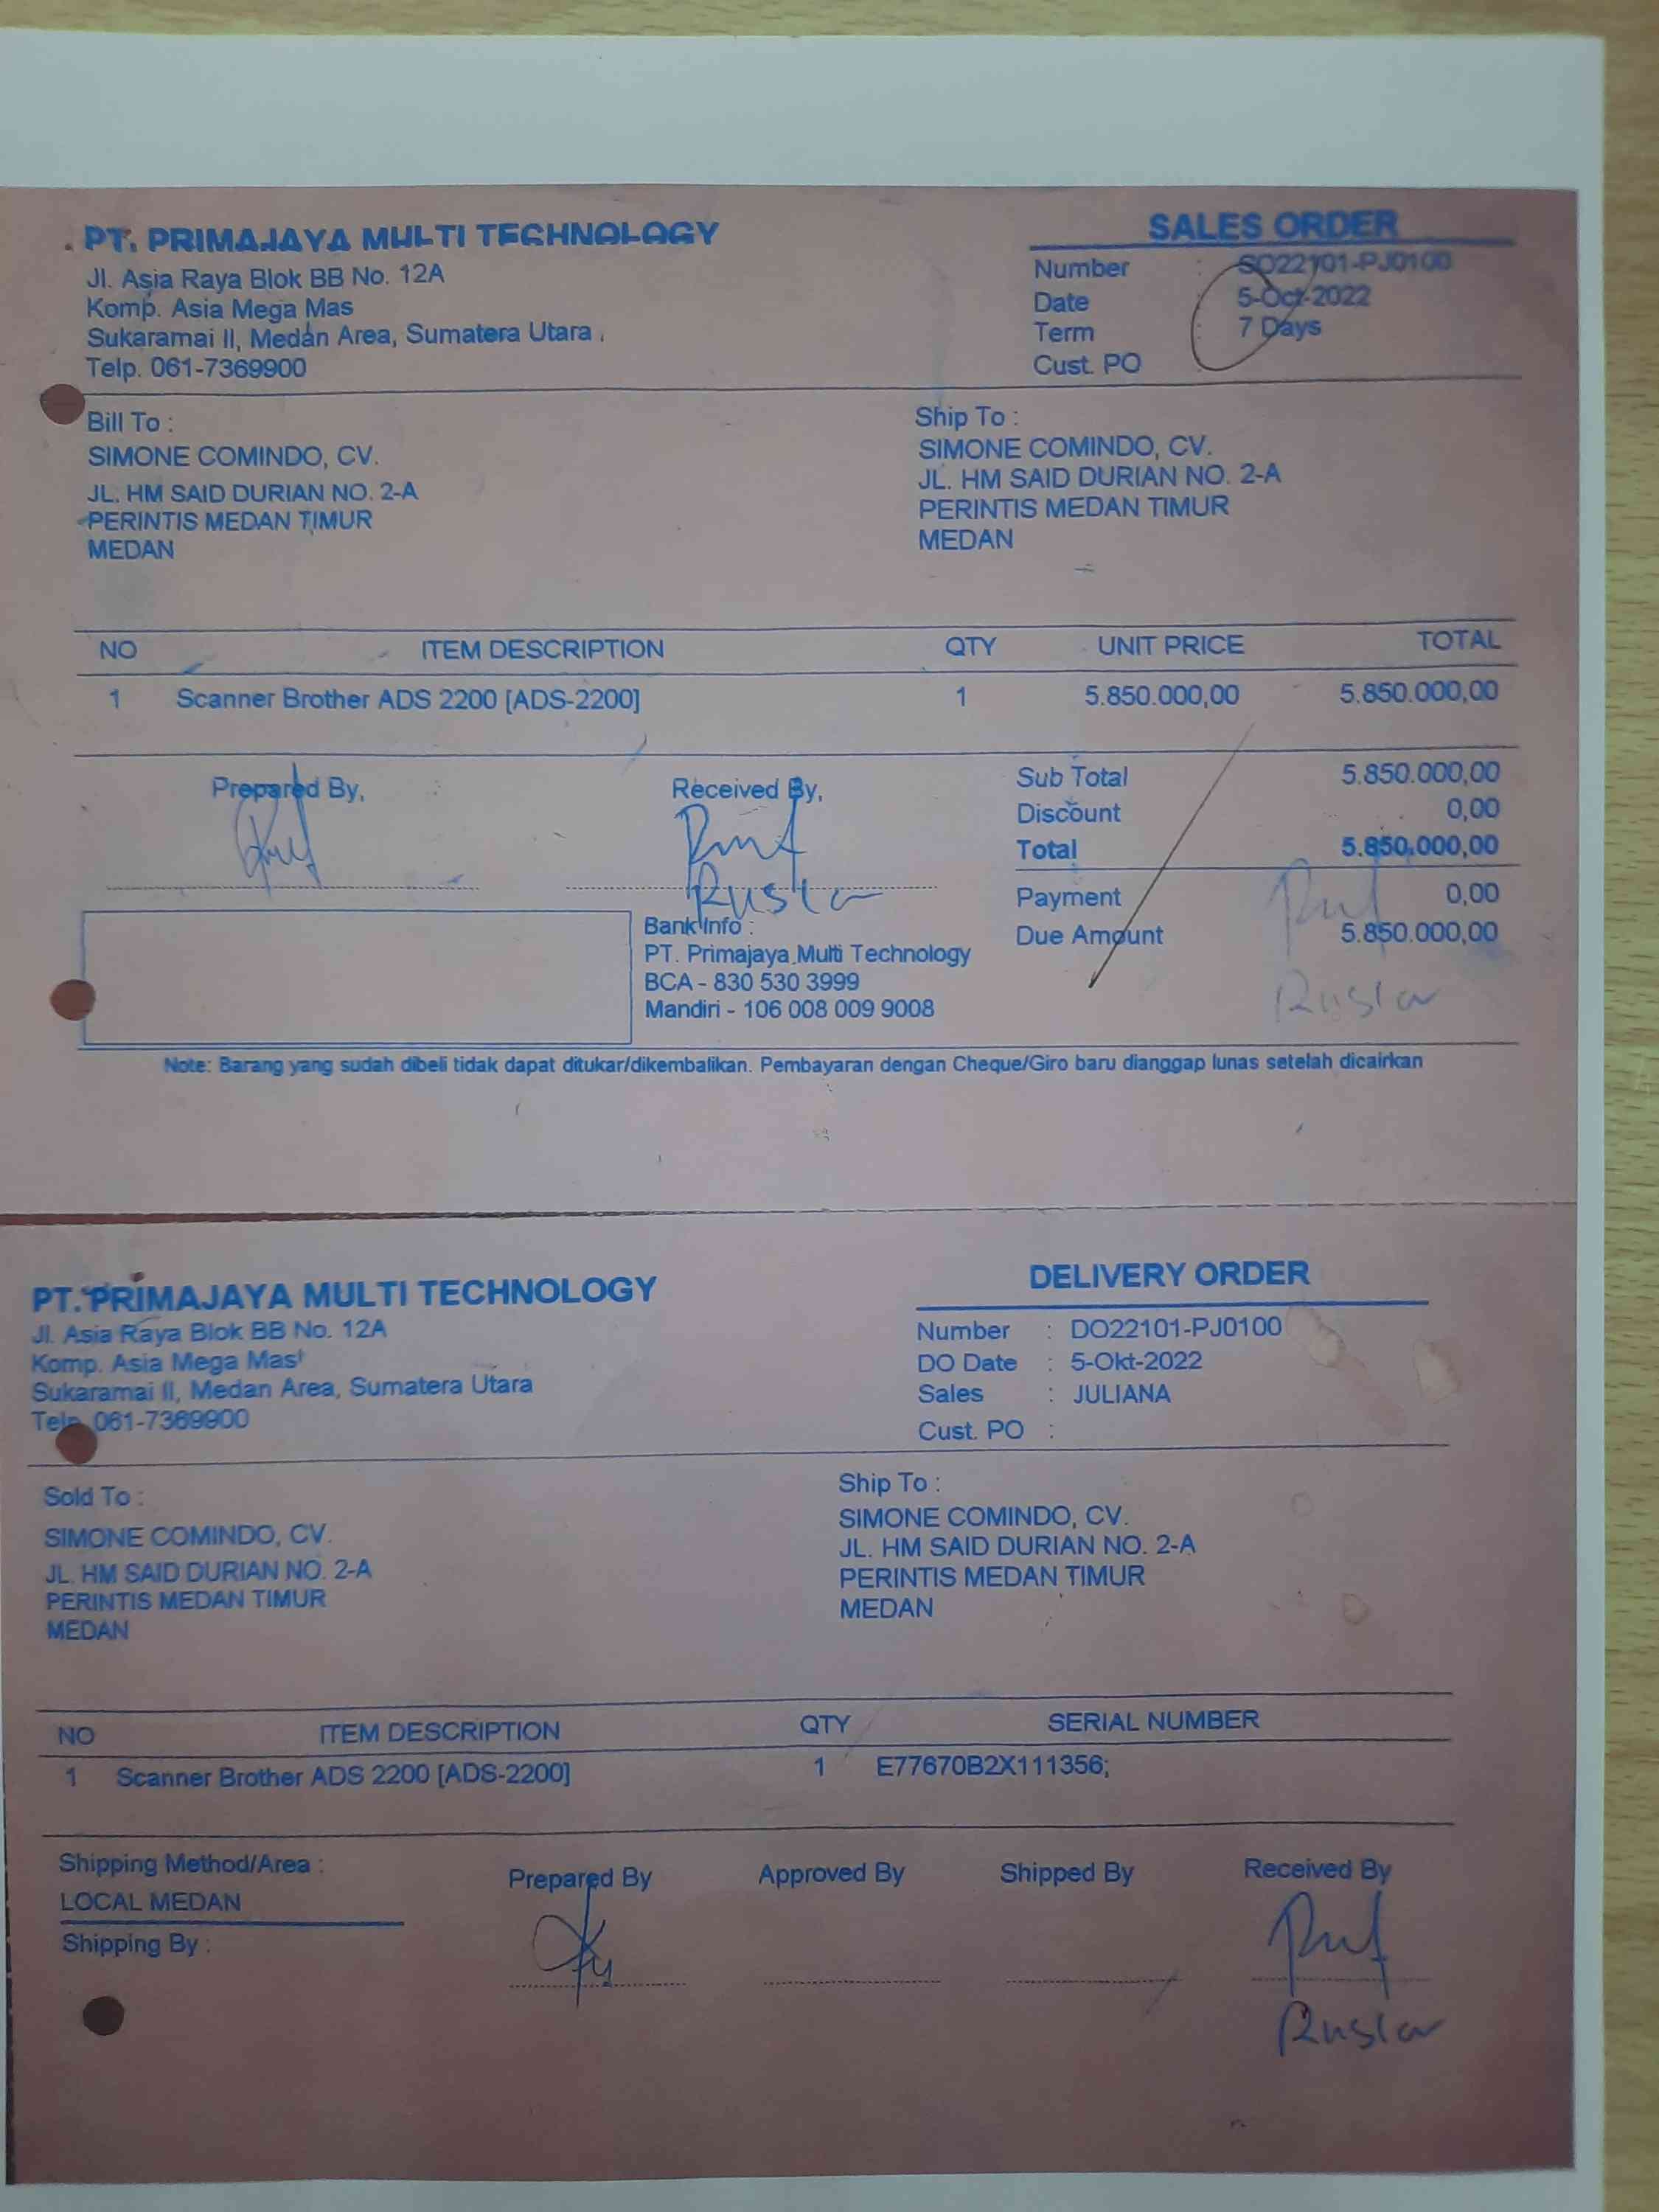 PT. PRIMAJAYA MULTI TECHNOLOGY
Jl. Asia Raya Blok BB No. 12A
Komp. Asia Mega Mas
Sukaramai II, Medan Area, Sumatera Utara
Telp. 061-7369900
SALES ORDER
Number : SO22101-PJ0100
Date : 5-Oct-2022
Term : 7 Days
Cust. PO
Bill To :
SIMONE COMINDO, CV.
JL. HM SAID DURIAN NO. 2-A
PERINTIS MEDAN TIMUR
MEDAN
Ship To :
SIMONE COMINDO, CV.
JL. HM SAID DURIAN NO. 2-A
PERINTIS MEDAN TIMUR
MEDAN
NO ITEM DESCRIPTION QTY UNIT PRICE TOTAL
1 Scanner Brother ADS 2200 [ADS-2200] 1 5.850.000,00 5.850.000,00
Prepared By, Received By,
Sub Total 5.850.000,00
Discount 0,00
Total 5.850.000,00
Payment 0,00
Due Amount 5.850.000,00
Bank Info :
PT. Primajaya Multi Technology
BCA - 830 530 3999
Mandiri - 106 008 009 9008
Note: Barang yang sudah dibeli tidak dapat ditukar/dikembalikan. Pembayaran dengan Cheque/Giro baru dianggap lunas setelah dicairkan
PT. PRIMAJAYA MULTI TECHNOLOGY
Jl. Asia Raya Blok BB No. 12A
Komp. Asia Mega Mas
Sukaramai II, Medan Area, Sumatera Utara
Telp. 061-7369900
DELIVERY ORDER
Number : DO22101-PJ0100
DO Date : 5-Okt-2022
Sales : JULIANA
Cust. PO :
Sold To :
SIMONE COMINDO, CV.
JL. HM SAID DURIAN NO. 2-A
PERINTIS MEDAN TIMUR
MEDAN
Ship To :
SIMONE COMINDO, CV.
JL. HM SAID DURIAN NO. 2-A
PERINTIS MEDAN TIMUR
MEDAN
NO ITEM DESCRIPTION QTY SERIAL NUMBER
1 Scanner Brother ADS 2200 [ADS-2200] 1 E77670B2X111356;
Shipping Method/Area :
LOCAL MEDAN
Shipping By :
Prepared By Approved By Shipped By Received By